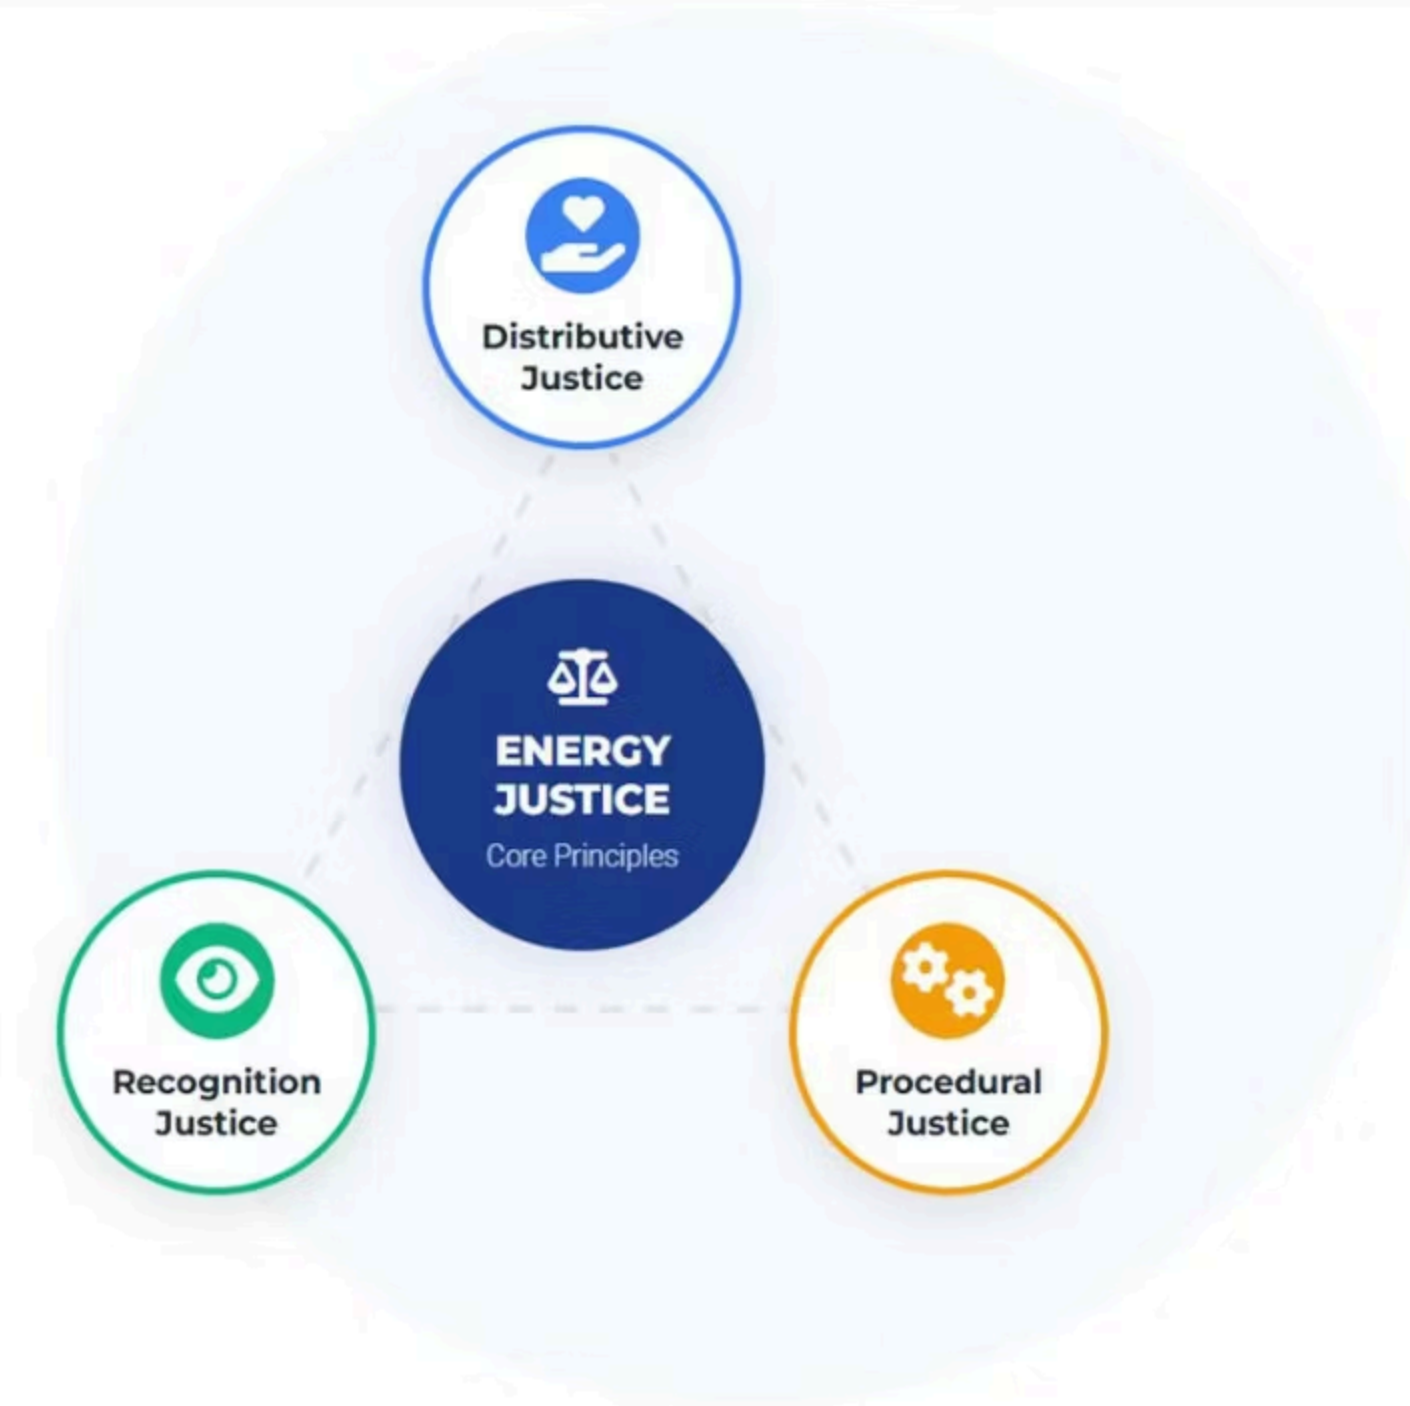 Distributive
Justice
ENERGY
JUSTICE
Core Principles
Recognition
Justice
Procedural
Justice